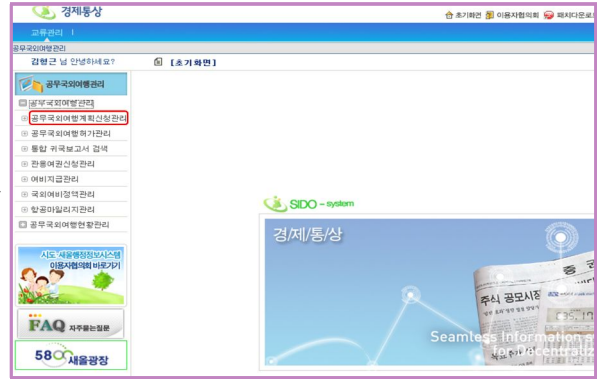 경제통상
초기화면 이용자협의회 패치다운로
교류관리
공무국외여행관리
김형근 님 안녕하세요?
[초기화면]
공무국외여행관리
공무국외여행관리
공무국외여행계획신청관리
공무국외여행허가관리
통합 귀국보고서 검색
관용여권신청관리
여비지급관리
국외여비정액관리
항공마일리지관리
공무국외여행현황관리
SIDO - system
경/제/통/상
시도·새올행정정보시스템
이용자협의회 바로가기
주식 공모시장
Seamless Information s
for Decentraliz
FAQ 자주묻는질문
58 새올광장